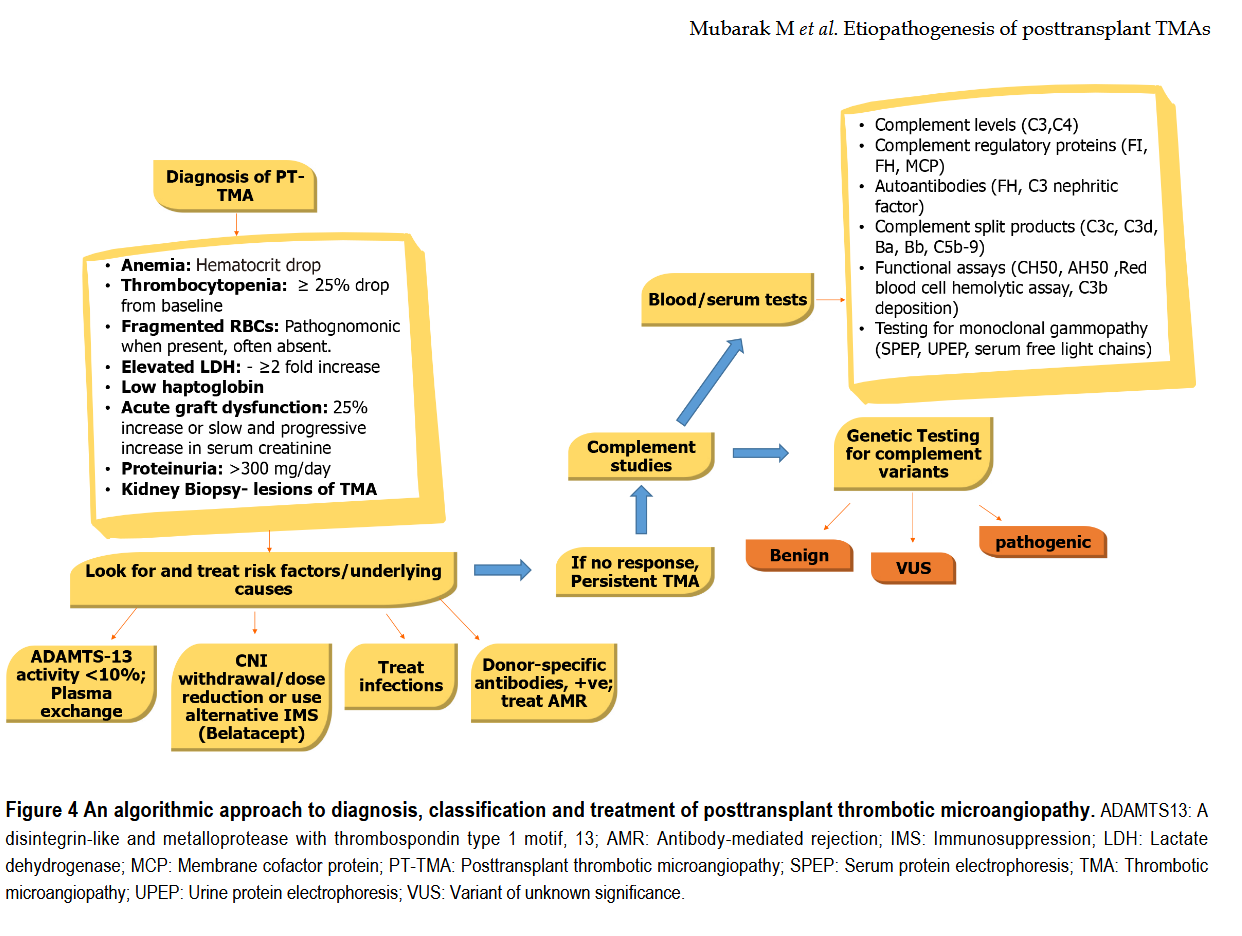 Mubarak M et al. Etiopathogenesis of posttransplant TMAs
Diagnosis of PT-
TMA
• Anemia: Hematocrit drop
• Thrombocytopenia: ≥ 25% drop
from baseline
• Fragmented RBCs: Pathognomonic
when present, often absent.
• Elevated LDH: - ≥2 fold increase
• Low haptoglobin
• Acute graft dysfunction: 25%
increase or slow and progressive
increase in serum creatinine
• Proteinuria: >300 mg/day
• Kidney Biopsy- lesions of TMA
Look for and treat risk factors/underlying
causes
ADAMTS-13
activity <10%;
Plasma
exchange
CNI
withdrawal/dose
reduction or use
alternative IMS
(Belatacept)
Treat
infections
Donor-specific
antibodies, +ve;
treat AMR
If no response,
Persistent TMA
Complement
studies
Blood/serum tests
• Complement levels (C3,C4)
• Complement regulatory proteins (FI,
FH, MCP)
• Autoantibodies (FH, C3 nephritic
factor)
• Complement split products (C3c, C3d,
Ba, Bb, C5b-9)
• Functional assays (CH50, AH50 ,Red
blood cell hemolytic assay, C3b
deposition)
• Testing for monoclonal gammopathy
(SPEP, UPEP, serum free light chains)
Genetic Testing
for complement
variants
Benign
VUS
pathogenic
Figure 4 An algorithmic approach to diagnosis, classification and treatment of posttransplant thrombotic microangiopathy. ADAMTS13: A
disintegrin-like and metalloprotease with thrombospondin type 1 motif, 13; AMR: Antibody-mediated rejection; IMS: Immunosuppression; LDH: Lactate
dehydrogenase; MCP: Membrane cofactor protein; PT-TMA: Posttransplant thrombotic microangiopathy; SPEP: Serum protein electrophoresis; TMA: Thrombotic
microangiopathy; UPEP: Urine protein electrophoresis; VUS: Variant of unknown significance.